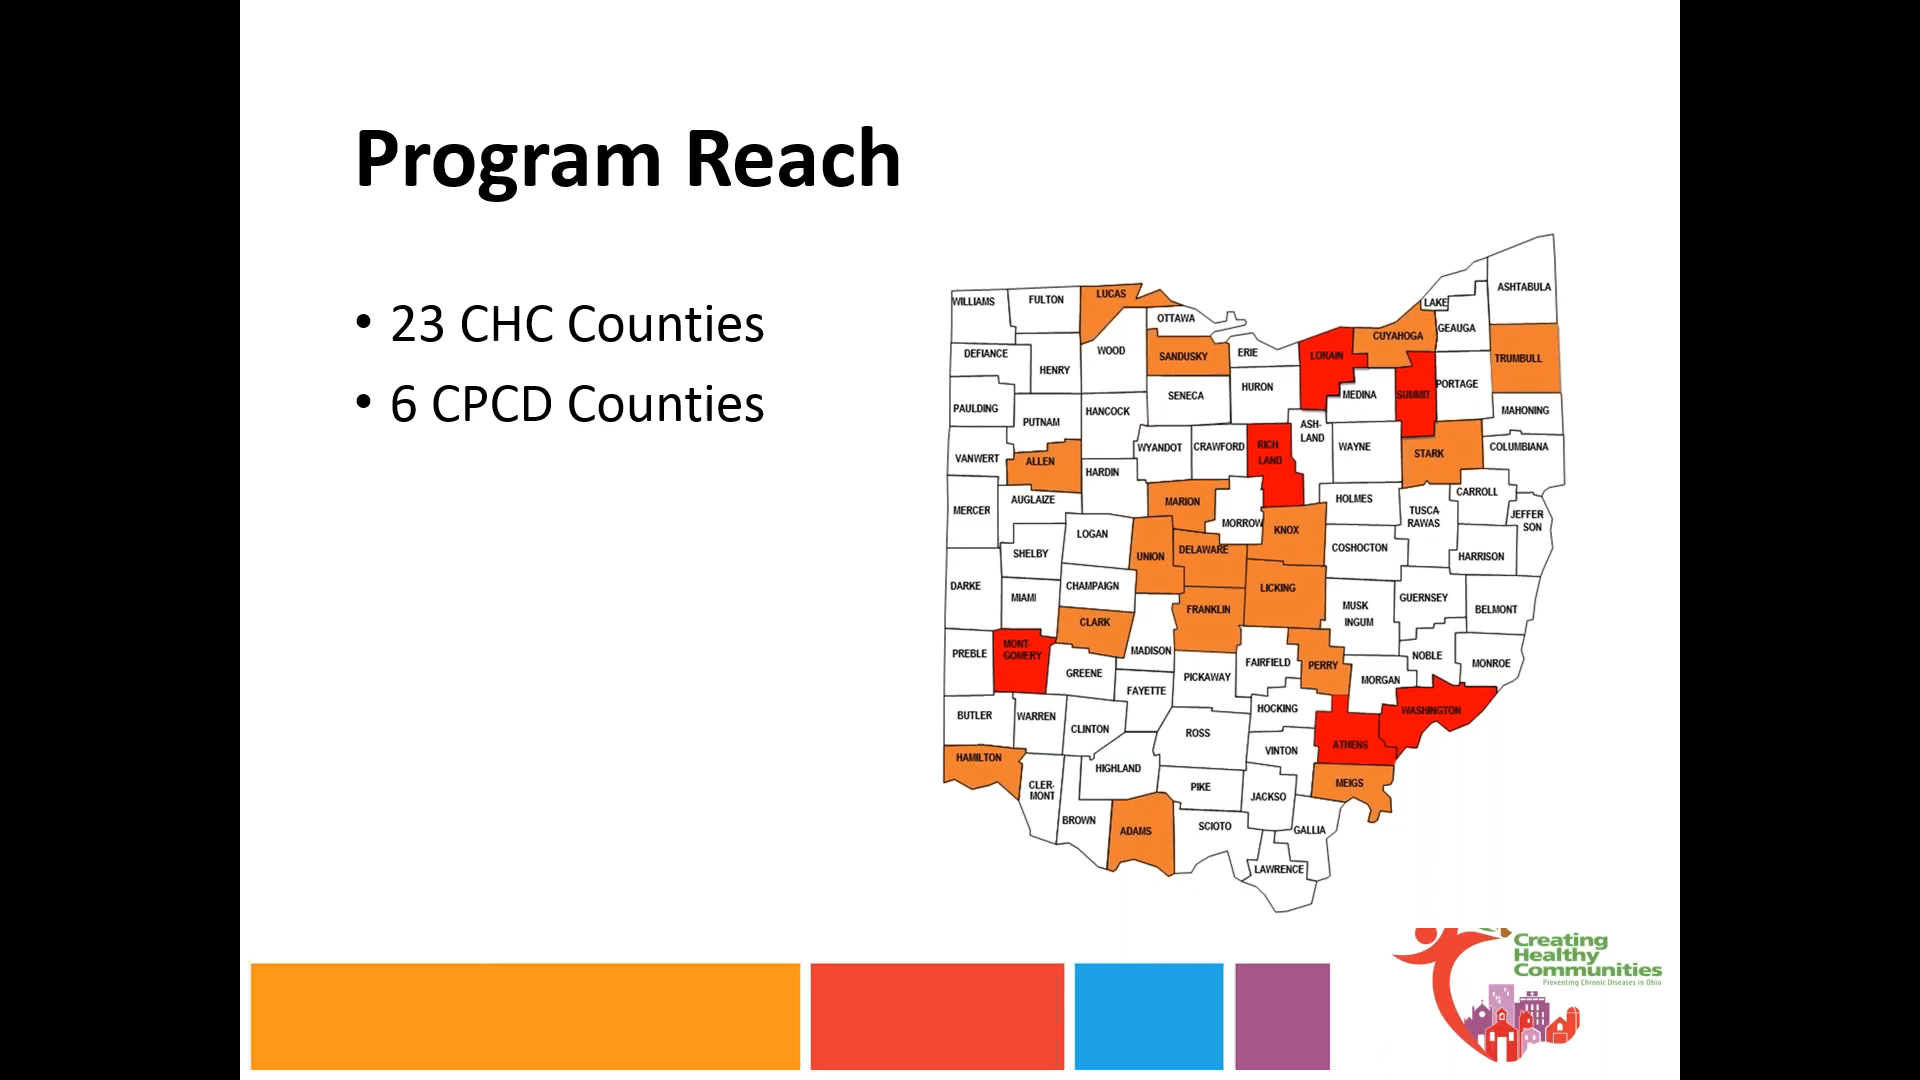 Program Reach
• 23 CHC Counties
• 6 CPCD Counties
WILLIAMS
FULTON
LUCAS
OTTAWA
LAKE
ASHTABULA
DEFIANCE
HENRY
WOOD
SANDUSKY
ERIE
LORAIN
CUYAHOGA
GEAUGA
TRUMBULL
PAULDING
PUTNAM
HANCOCK
SENECA
HURON
MEDINA
SUMMIT
PORTAGE
MAHONING
VANWERT
ALLEN
HARDIN
WYANDOT
CRAWFORD
RICH
LAND
ASH-
LAND
WAYNE
STARK
COLUMBIANA
MERCER
AUGLAIZE
MARION
MORROW
KNOX
HOLMES
TUSCA
RAWAS
CARROLL
JEFFER
SON
SHELBY
LOGAN
UNION
DELAWARE
COSHOCTON
HARRISON
DARKE
MIAMI
CHAMPAIGN
CLARK
FRANKLIN
LICKING
MUSK
INGUM
GUERNSEY
BELMONT
PREBLE
MONT-
GOMERY
GREENE
MADISON
FAYETTE
PICKAWAY
FAIRFIELD
PERRY
MORGAN
NOBLE
MONROE
BUTLER
WARREN
CLINTON
ROSS
HOCKING
VINTON
ATHENS
WASHINGTON
HAMILTON
CLER-
MONT
HIGHLAND
PIKE
JACKSO
MEIGS
BROWN
ADAMS
SCIOTO
GALLIA
LAWRENCE
Creating
Healthy
Communities
Preventing Chronic Diseases in Ohio